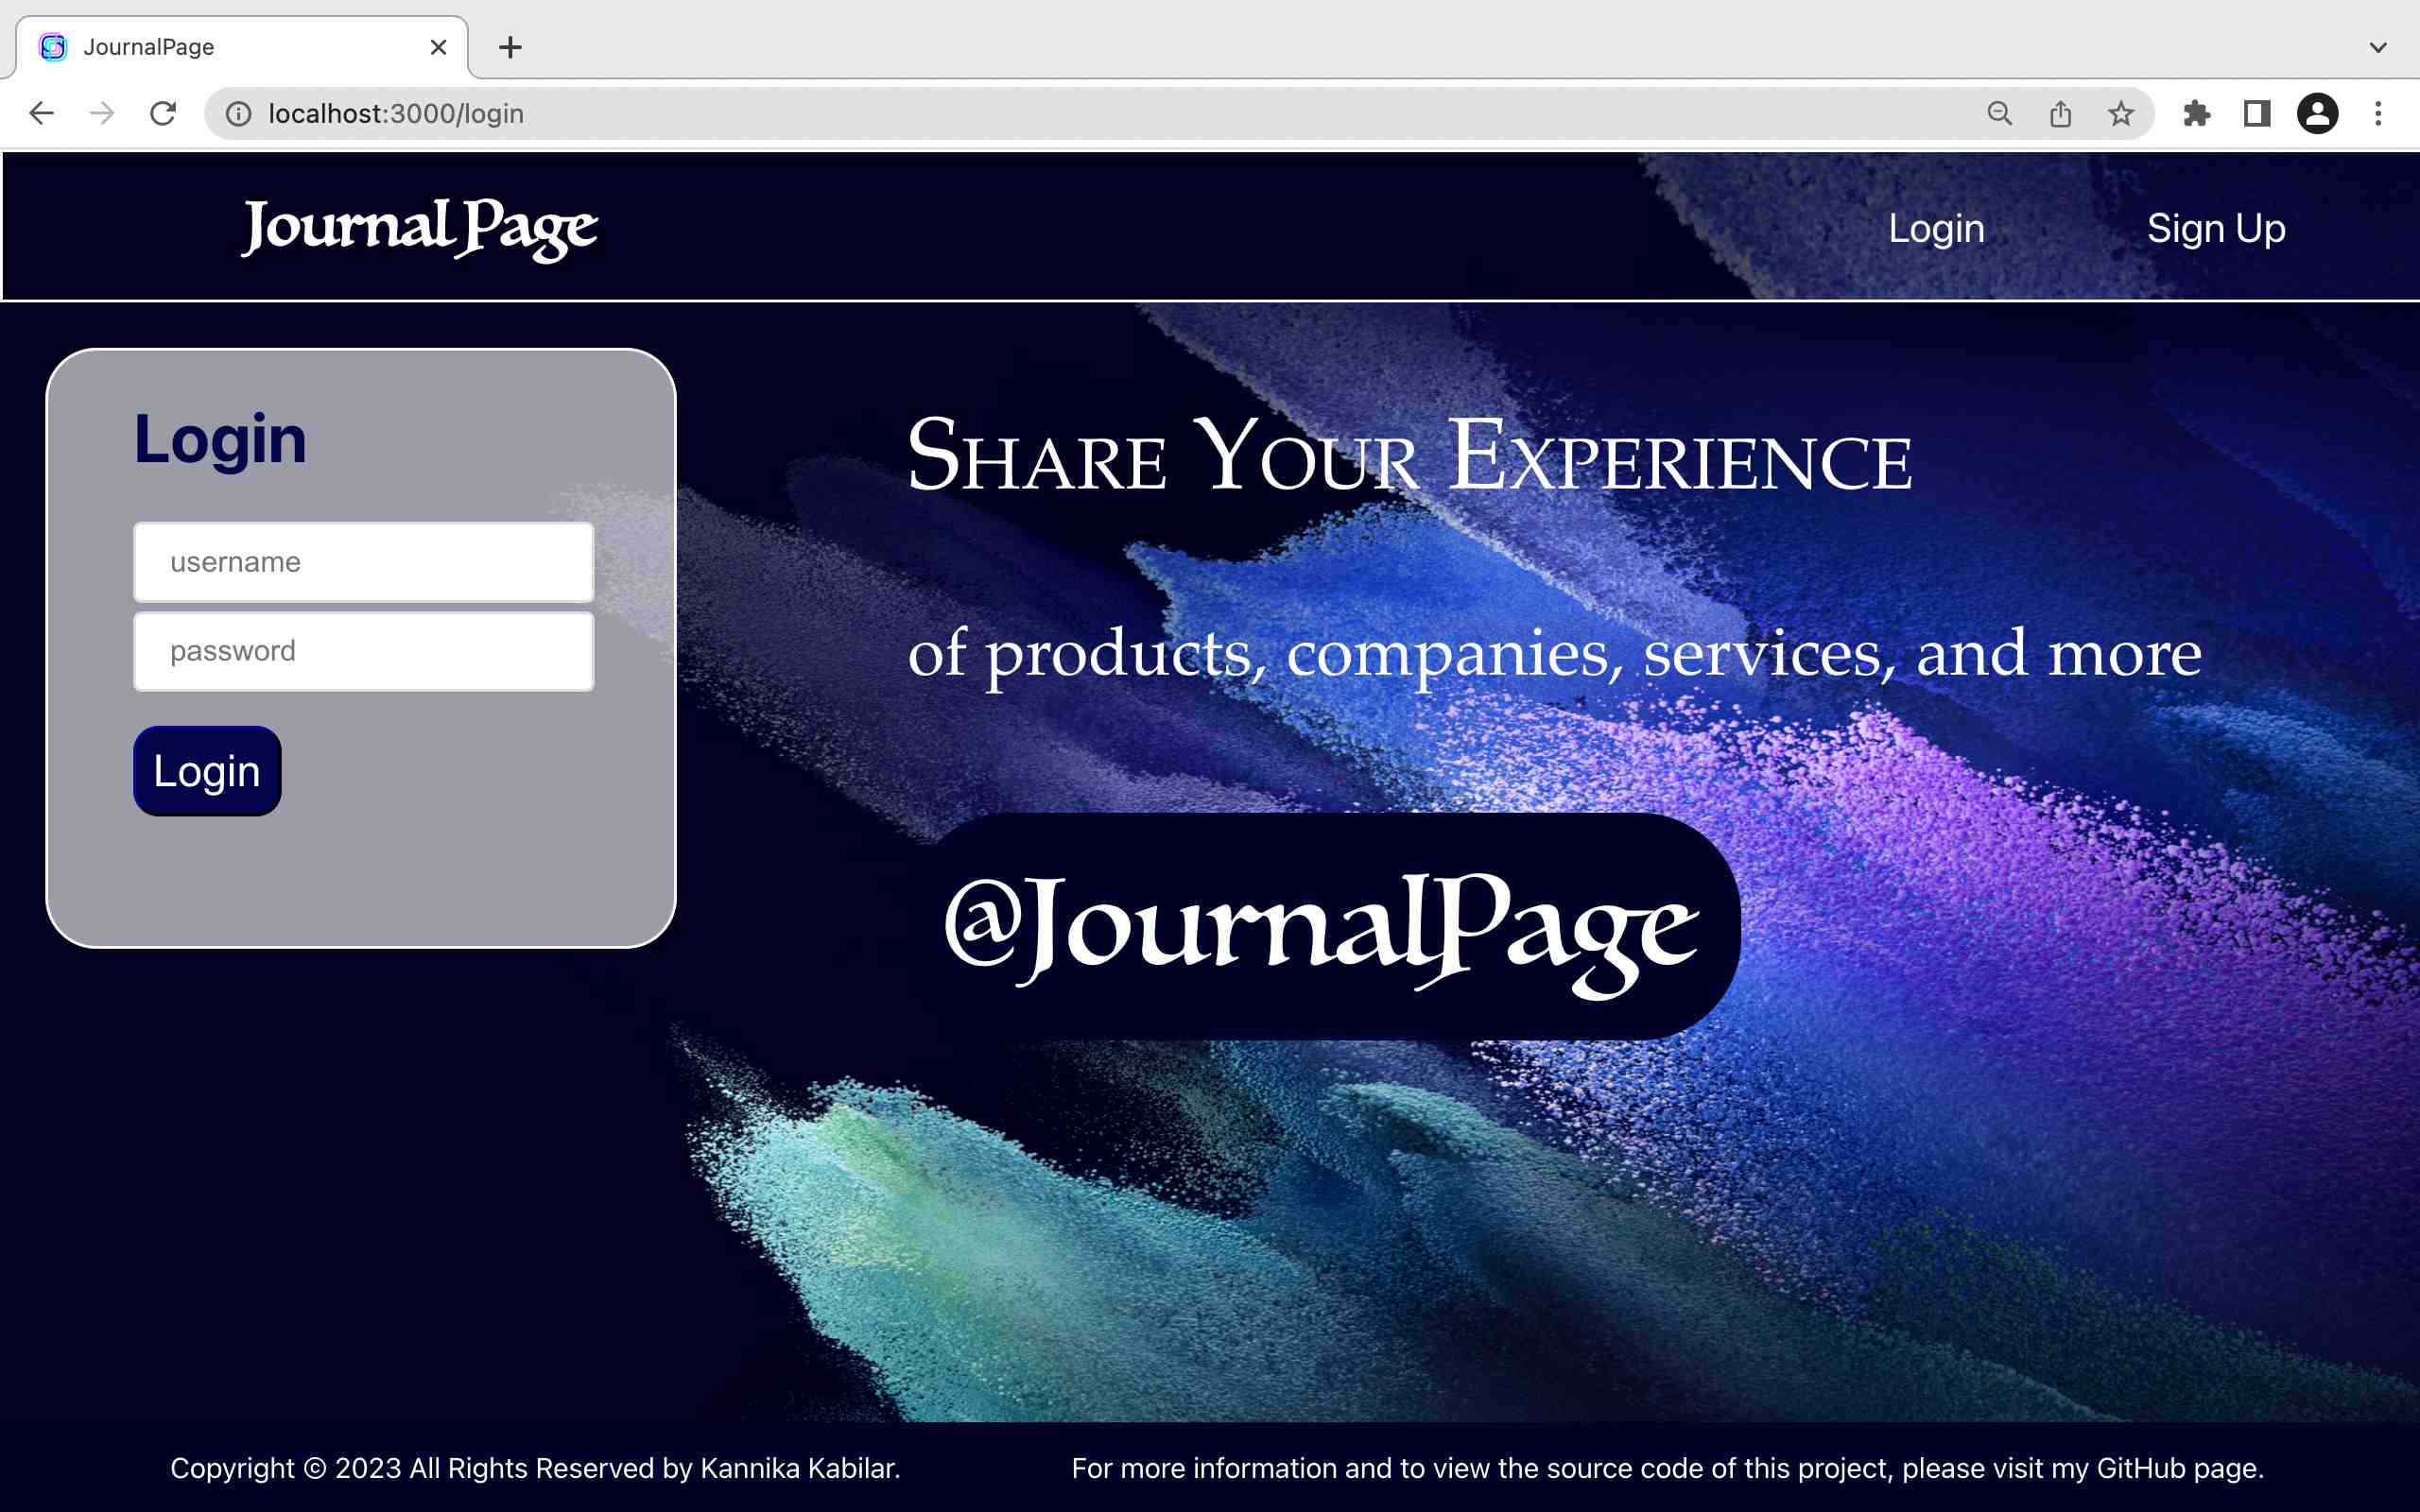 JournalPage
localhost:3000/login
Journal Page
Login
Sign Up
Login
username
password
Login
Share Your Experience
of products, companies, services, and more
@JournalPage
Copyright © 2023 All Rights Reserved by Kannika Kabilar.
For more information and to view the source code of this project, please visit my GitHub page.